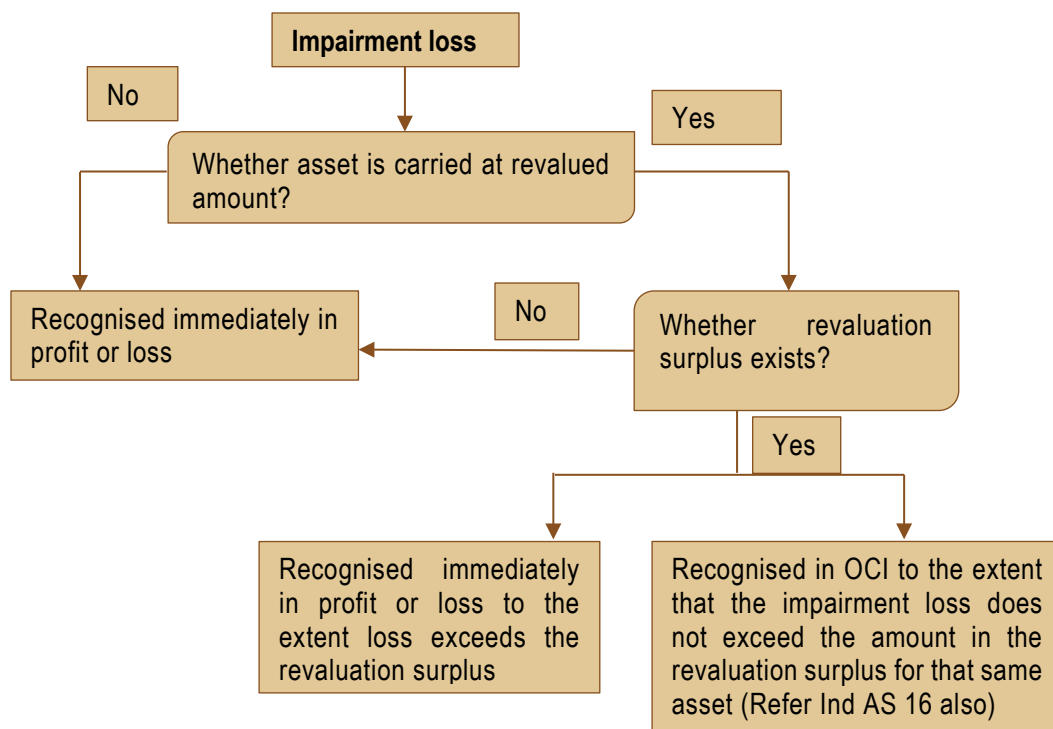 Impairment loss
No
Yes
Whether asset is carried at revalued
amount?
Recognised immediately in
profit or loss
No
Whether revaluation
surplus exists?
Yes
Recognised immediately
in profit or loss to the
extent loss exceeds the
revaluation surplus
Recognised in OCI to the extent
that the impairment loss does
not exceed the amount in the
revaluation surplus for that same
asset (Refer Ind AS 16 also)